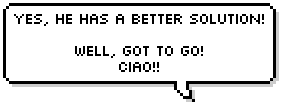 YES, HE HAS A BETTER SOLUTION!
WELL, GOT TO GO!
CIAO!!